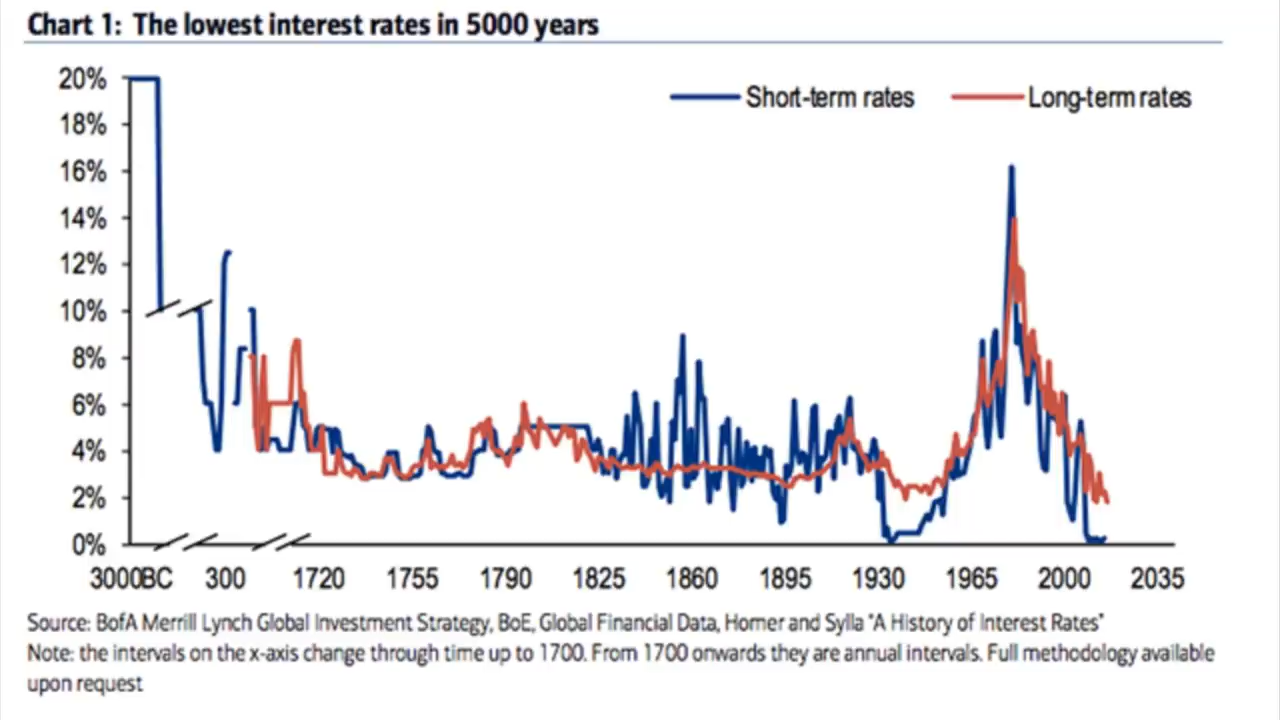 Chart 1: The lowest interest rates in 5000 years
20%
18%
16%
14%
12%
10%
8%
6%
4%
2%
0%
Short-term rates Long-term rates
3000BC 300 1720 1755 1790 1825 1860 1895 1930 1965 2000 2035
Source: BofA Merrill Lynch Global Investment Strategy, BoE, Global Financial Data, Homer and Sylla "A History of Interest Rates"
Note: the intervals on the x-axis change through time up to 1700. From 1700 onwards they are annual intervals. Full methodology available
upon request